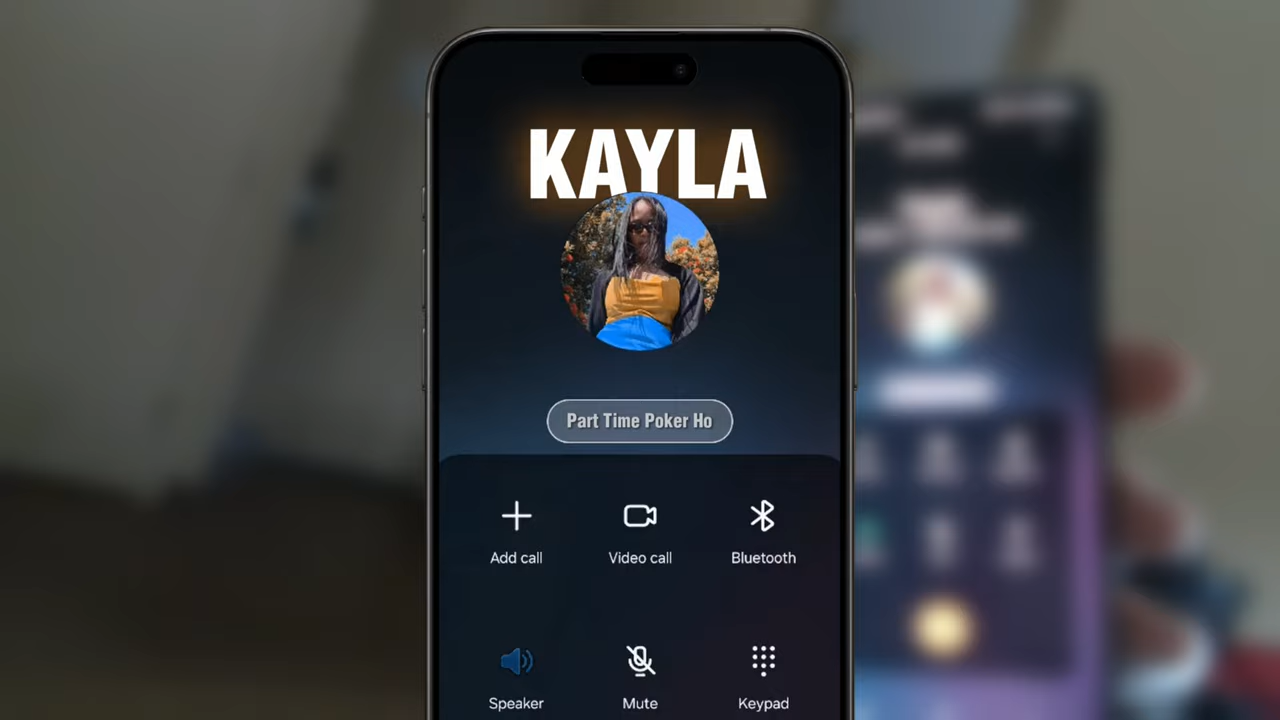 KAYLA
Part Time Poker Ho
Add call
Video call
Bluetooth
Speaker
Mute
Keypad